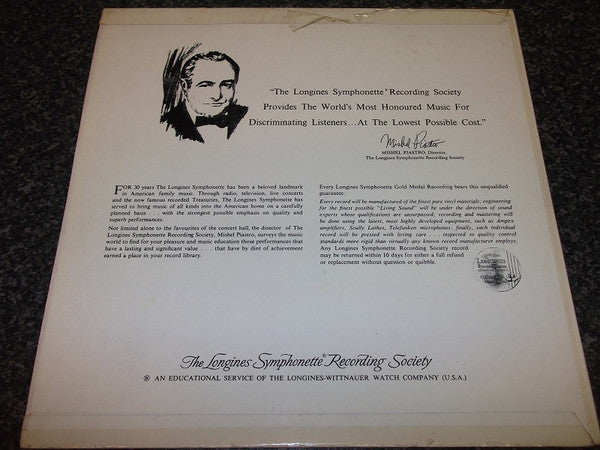 "The Longines Symphonette* Recording Society
Provides The World's Most Honoured Music For
Discriminating Listeners...At The Lowest Possible Cost."
Mishel Piastro
MISHEL PIASTRO, Director,
The Longines Symphonette Recording Society
FOR 30 years The Longines Symphonette has been a beloved landmark
in American family music. Through radio, television, live concerts
and the now famous recorded Treasuries, The Longines Symphonette has
served to bring music of all kinds into the American home on a carefully
planned basis . . . with the strongest possible emphasis on quality and
superb performances.
Not limited alone to the favourites of the concert hall, the director of The
Longines Symphonette Recording Society, Mishel Piastro, surveys the music
world to find for your pleasure and music education those performances that
have a lasting and significant value . . . that have by dint of achievement
earned a place in your record library.
Every Longines Symphonette Gold Medal Recording bears this unqualified
guarantee:
Every record will be manufactured of the finest pure vinyl materials; engineering
for the finest possible "Living Sound" will be under the direction of sound
experts whose qualifications are unsurpassed; recording and mastering will
be done using the latest, most highly developed equipment, such as Ampex
amplifiers, Scully Lathes, Telefunken microphones; finally, each individual
record will be pressed with loving care . . . inspected to quality control
standards more rigid than virtually any known record manufacturer employs.
Any Longines Symphonette Recording Society record
may be returned within 10 days for either a full refund
or replacement without question or quibble.
The Longines Symphonette® Recording Society
® AN EDUCATIONAL SERVICE OF THE LONGINES-WITTNAUER WATCH COMPANY (U.S.A.)